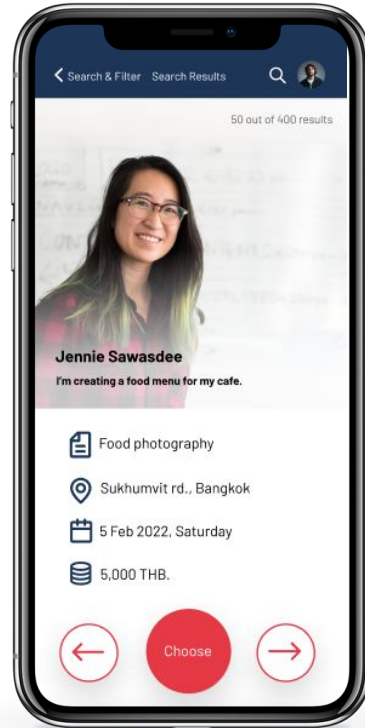 Search & Filter Search Results
50 out of 400 results
Jennie Sawasdee
I'm creating a food menu for my cafe.
Food photography
Sukhumvit rd., Bangkok
5 Feb 2022, Saturday
5,000 THB.
Choose